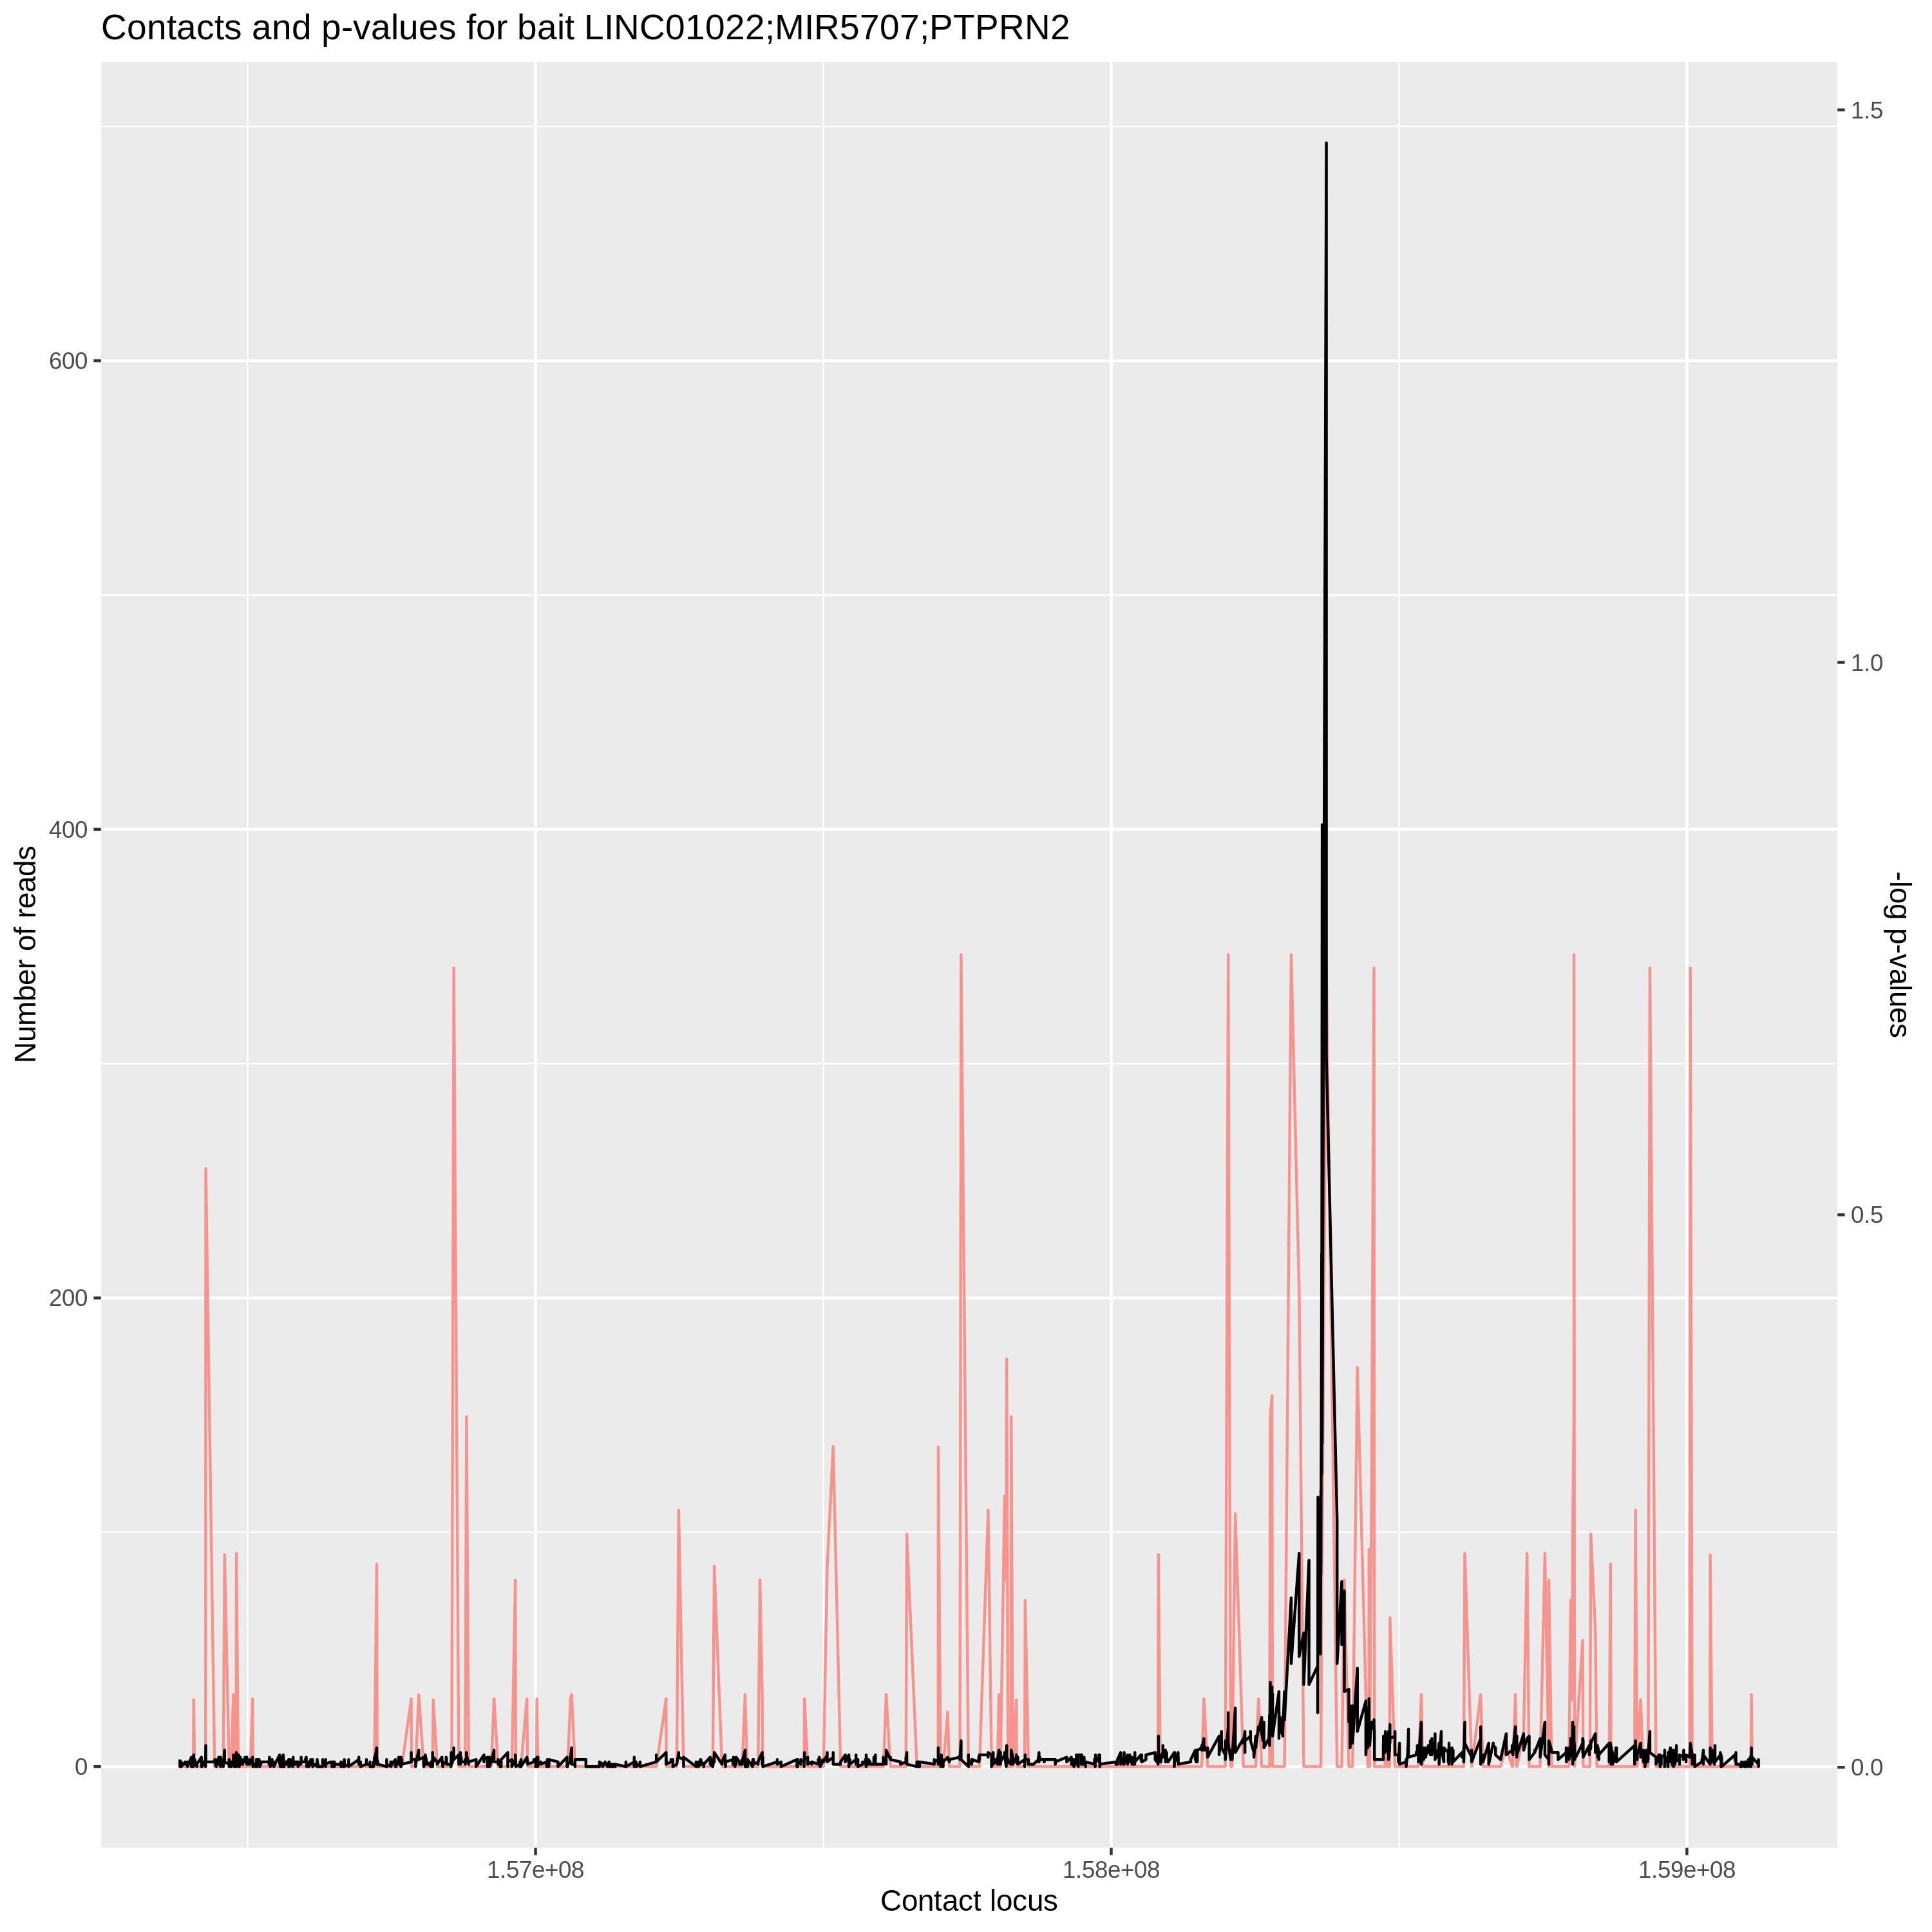 Contacts and p-values for bait LINC01022;MIR5707;PTPRN2
1.5
600
1.0
400
Number of reads
-log p-values
0.5
200
0
0.0
1.57e+08
1.58e+08
1.59e+08
Contact locus